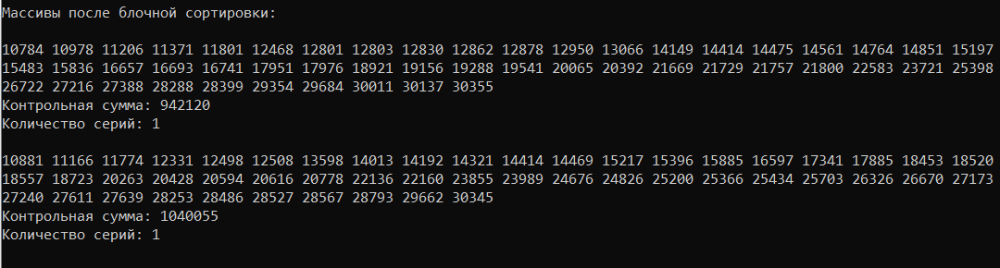 Массивы после блочной сортировки:
10784 10978 11206 11371 11801 12468 12801 12803 12830 12862 12878 12950 13066 14149 14414 14475 14561 14764 14851 15197
15483 15836 16657 16693 16741 17951 17976 18921 19156 19288 19541 20065 20392 21669 21729 21757 21800 22583 23721 25398
26722 27216 27388 28288 28399 29354 29684 30011 30137 30355
Контрольная сумма: 942120
Количество серий: 1
10881 11166 11774 12331 12498 12508 13598 14013 14192 14321 14414 14469 15217 15396 15885 16597 17341 17885 18453 18520
18557 18723 20263 20428 20594 20616 20778 22136 22160 23855 23989 24676 24826 25200 25366 25434 25703 26326 26670 27173
27240 27611 27639 28253 28486 28527 28567 28793 29662 30345
Контрольная сумма: 1040055
Количество серий: 1